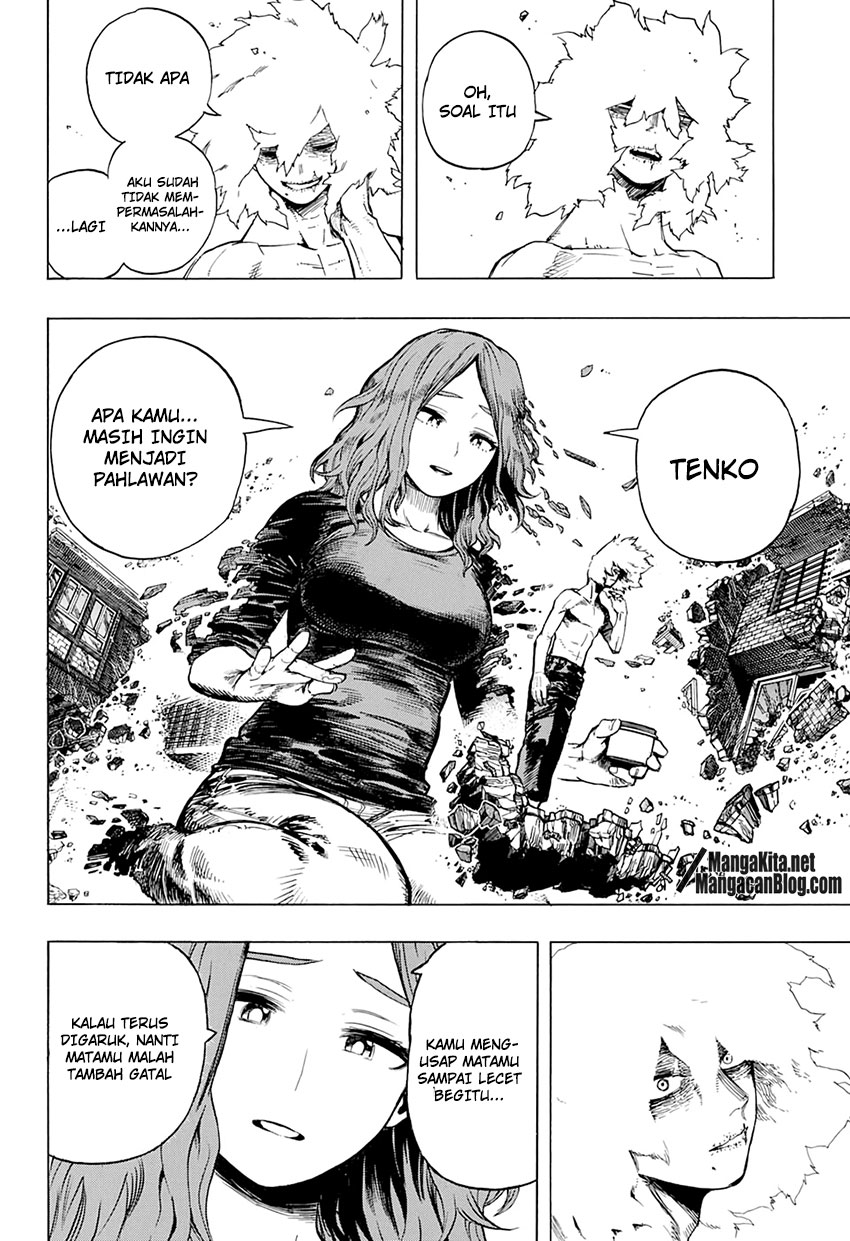 OH,
SOAL ITU
TIDAK APA
AKU SUDAH
TIDAK MEM-
PERMASALAH-
KANNYA...
...LAGI
TENKO
APA KAMU...
MASIH INGIN
MENJADI
PAHLAWAN?
MangaKita.net
MangacanBlog.com
KAMU MENG-
USAP MATAMU
SAMPAI LECET
BEGITU...
KALAU TERUS
DIGARUK, NANTI
MATAMU MALAH
TAMBAH GATAL